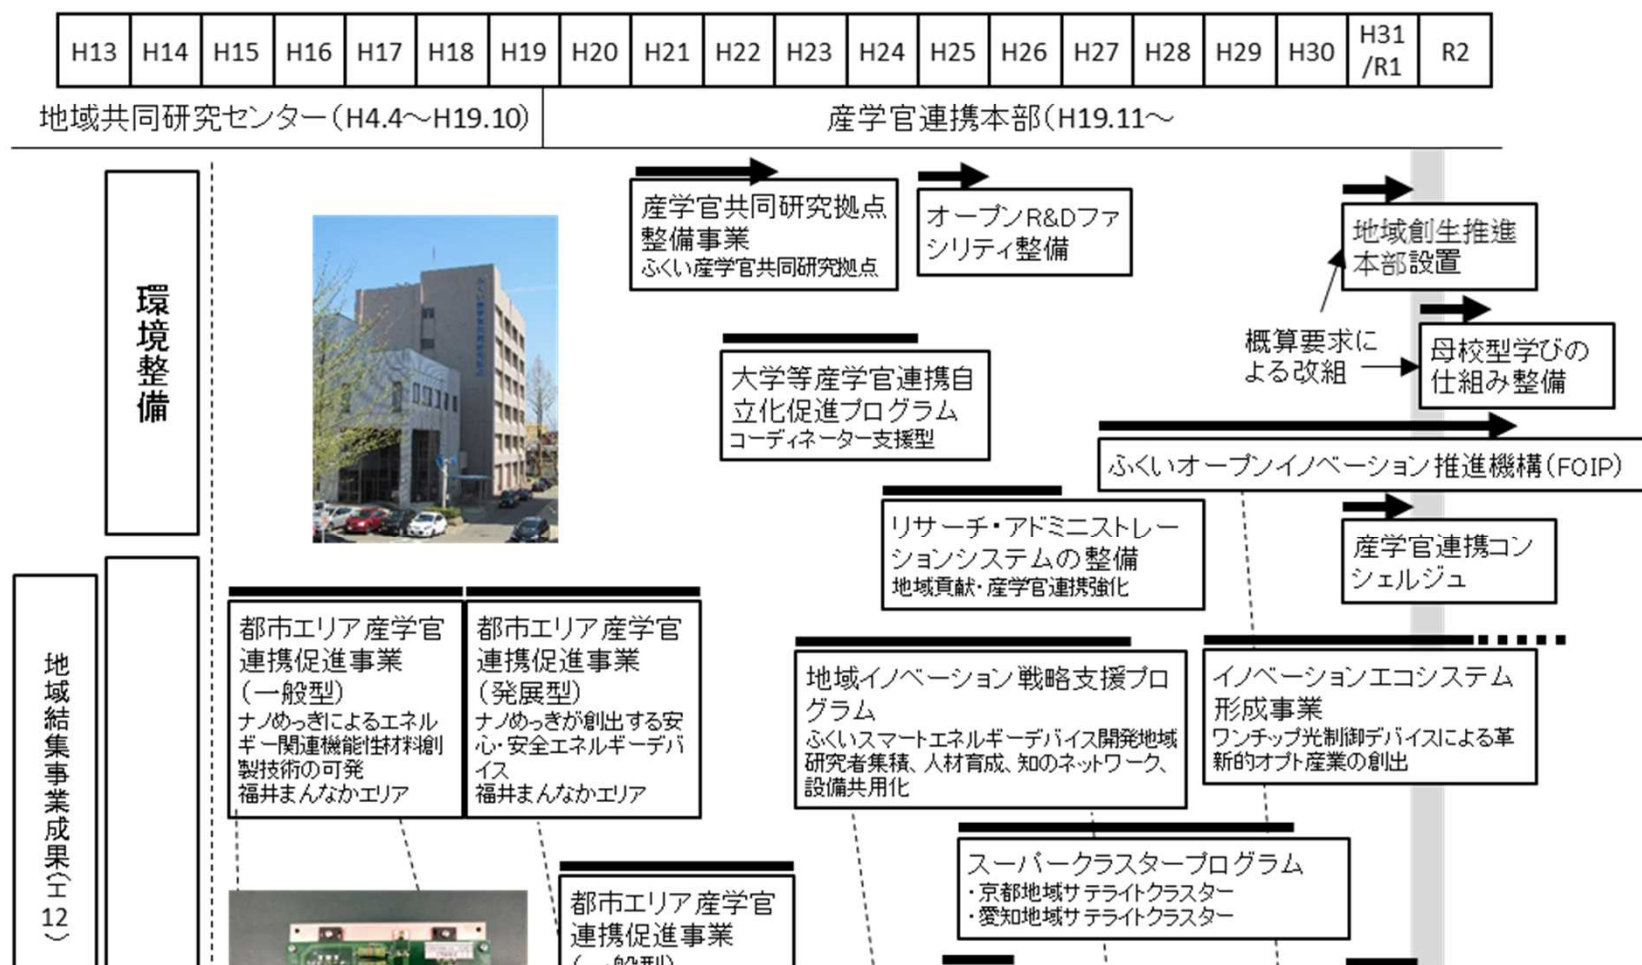 H13 H14 H15 H16 H17 H18 H19 H20 H21 H22 H23 H24 H25 H26 H27 H28 H29 H30 H31/R1 R2
地域共同研究センター(H4.4～H19.10)
産学官連携本部(H19.11～
環境整備
産学官共同研究拠点
整備事業
ふくい産学官共同研究拠点
オープンR&Dファ
シリティ整備
地域創生推進
本部設置
概算要求に
よる改組
母校型学びの
仕組み整備
大学等産学官連携自
立化促進プログラム
コーディネーター支援型
ふくいオープンイノベーション推進機構(FOIP)
リサーチ・アドミニストレー
ションシステムの整備
地域貢献・産学官連携強化
産学官連携コン
シェルジュ
地域結集事業成果(エ
12)
都市エリア産学官
連携促進事業
(一般型)
ナノめっきによるエネル
ギー関連機能性材料創
製技術の可発
福井まんなかエリア
都市エリア産学官
連携促進事業
(発展型)
ナノめっきが創出する安
心・安全エネルギーデバ
イス
福井まんなかエリア
地域イノベーション戦略支援プロ
グラム
ふくいスマートエネルギーデバイス開発地域
研究者集積、人材育成、知のネットワーク、
設備共用化
イノベーションエコシステム
形成事業
ワンチップ光制御デバイスによる革
新的オプト産業の創出
スーパークラスタープログラム
・京都地域サテライトクラスター
・愛知地域サテライトクラスター
都市エリア産学官
連携促進事業
(一般型)